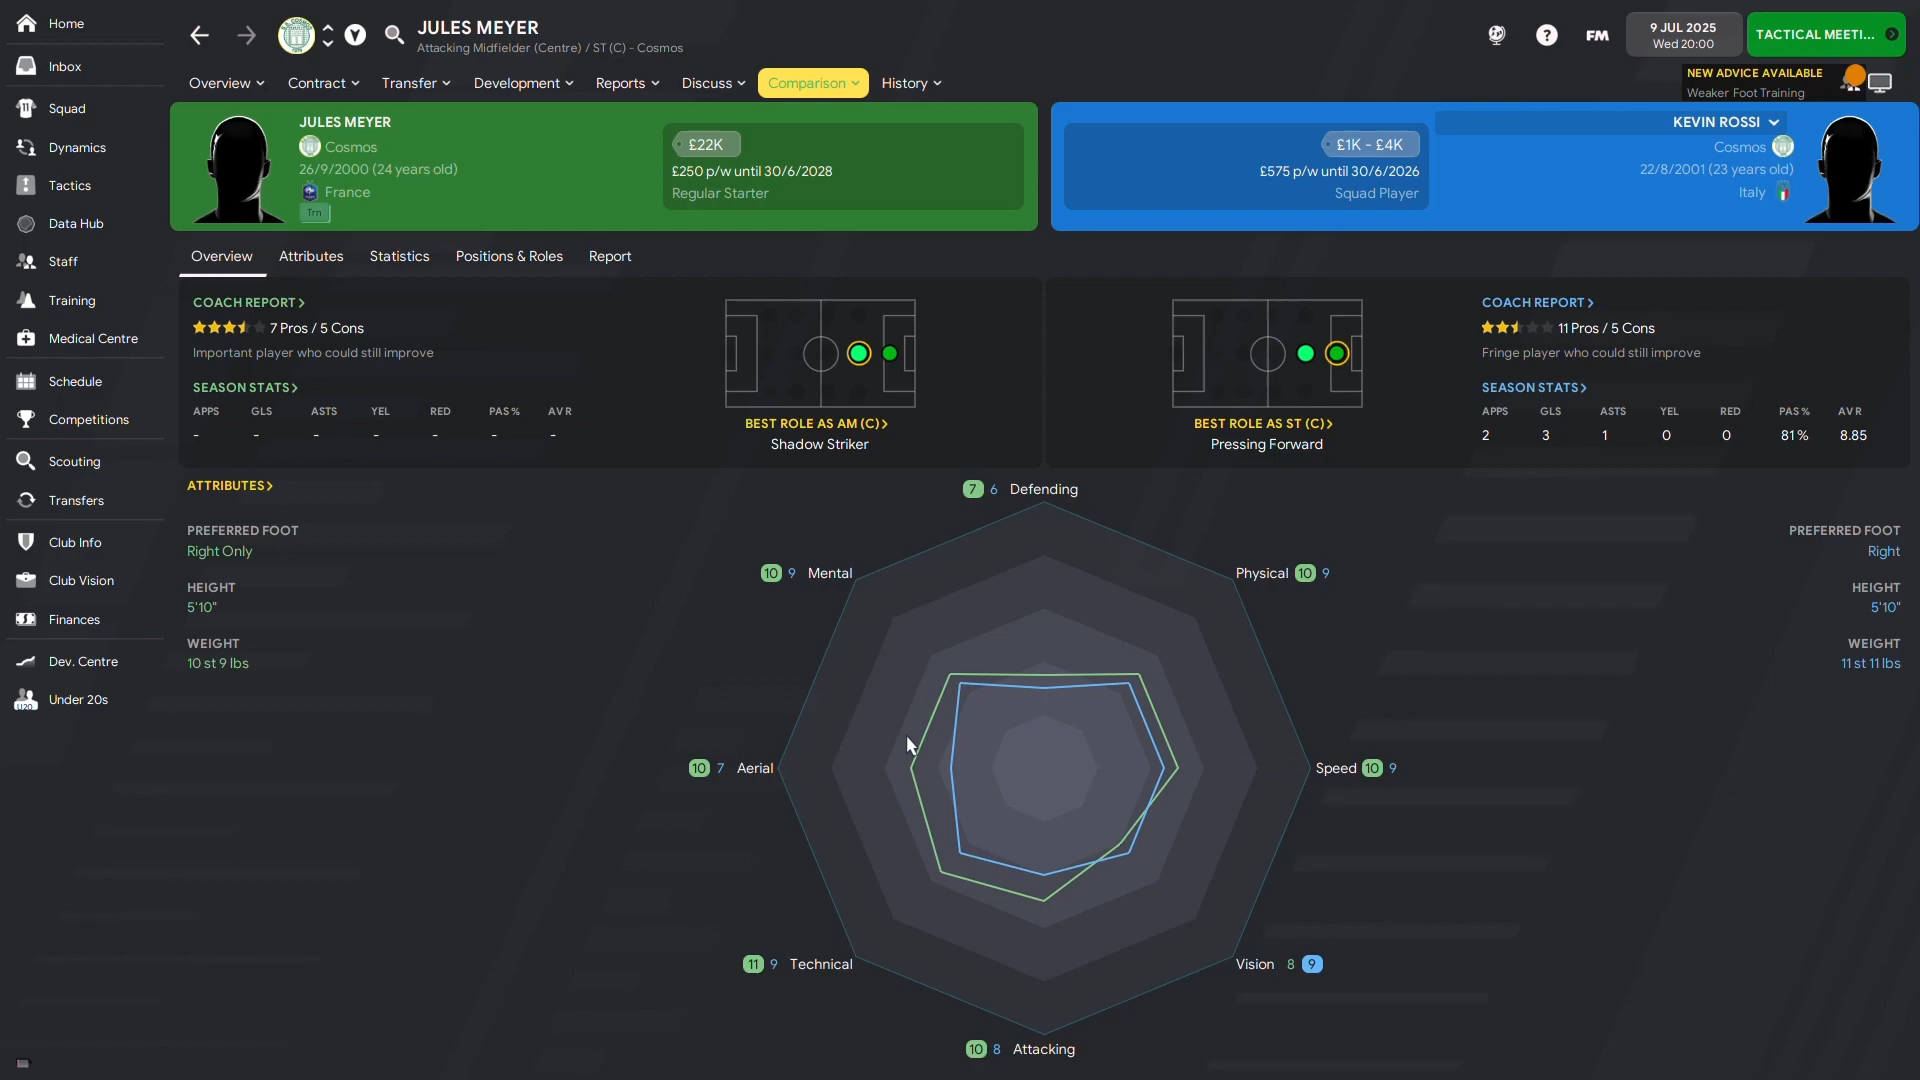 Home
Inbox
Squad
Dynamics
Tactics
Data Hub
Staff
Training
Medical Centre
Schedule
Competitions
Scouting
Transfers
Club Info
Club Vision
Finances
Dev. Centre
U20
Under 20s
JULES MEYER
Attacking Midfielder (Centre) / ST (C) - Cosmos
FM
9 JUL 2025
Wed 20:00
TACTICAL MEETI...
Overview Contract Transfer Development Reports Discuss Comparison History
NEW ADVICE AVAILABLE
Weaker Foot Training
JULES MEYER
Cosmos
26/9/2000 (24 years old)
France
Trn
£22K
£250 p/w until 30/6/2028
Regular Starter
£1K - £4K
£575 p/w until 30/6/2026
Squad Player
KEVIN ROSSI
Cosmos
22/8/2001 (23 years old)
Italy
Overview Attributes Statistics Positions & Roles Report
COACH REPORT
7 Pros / 5 Cons
Important player who could still improve
SEASON STATS
APPS GLS ASTS YEL RED PAS % AV R
- - - - - - -
BEST ROLE AS AM (C)
Shadow Striker
BEST ROLE AS ST (C)
Pressing Forward
COACH REPORT
11 Pros / 5 Cons
Fringe player who could still improve
SEASON STATS
APPS GLS ASTS YEL RED PAS % AV R
2 3 1 0 0 81% 8.85
ATTRIBUTES
PREFERRED FOOT
Right Only
HEIGHT
5'10"
WEIGHT
10 st 9 lbs
7 6 Defending
10 9 Mental
Physical 10 9
10 7 Aerial
Speed 10 9
11 9 Technical
Vision 8 9
10 8 Attacking
PREFERRED FOOT
Right
HEIGHT
5'10"
WEIGHT
11 st 11 lbs